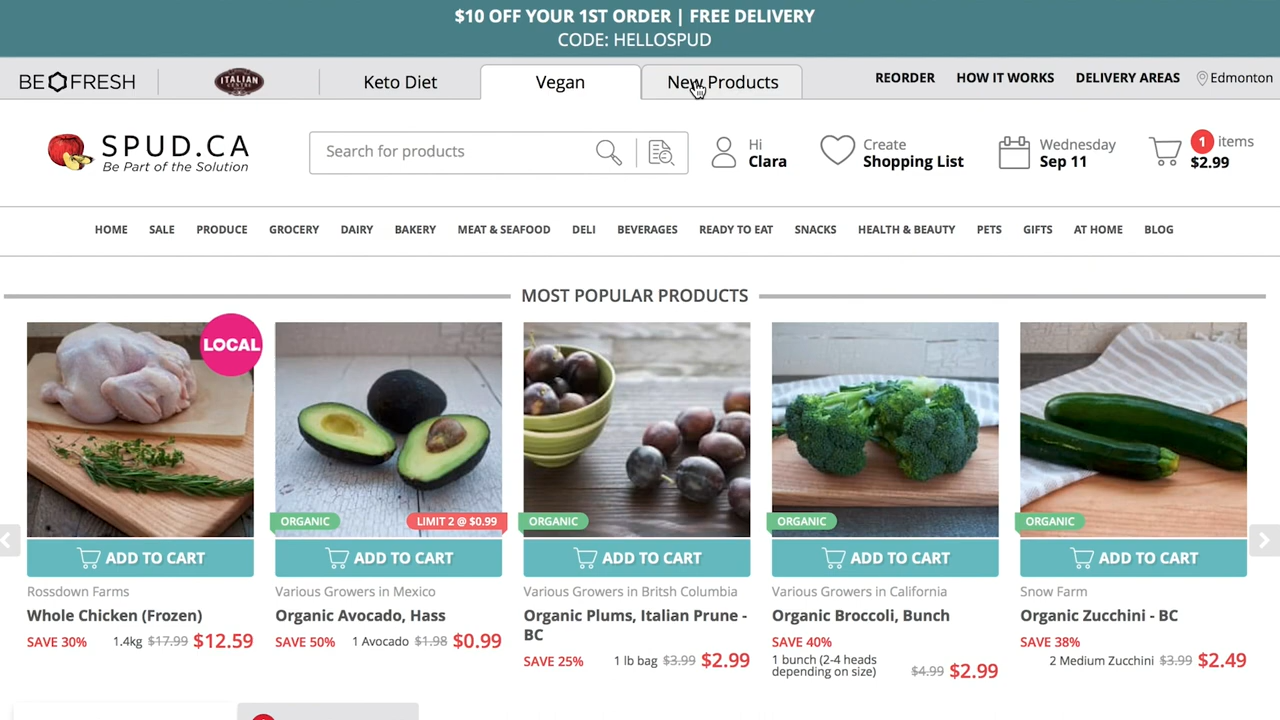 $10 OFF YOUR 1ST ORDER | FREE DELIVERY
CODE: HELLOSPUD
BE FRESH
ITALIAN
CENTRE
Keto Diet
Vegan
New Products
REORDER
HOW IT WORKS
DELIVERY AREAS
Edmonton
SPUD.CA
Be Part of the Solution
Search for products
Hi
Clara
Create
Shopping List
Wednesday
Sep 11
1 items
$2.99
HOME
SALE
PRODUCE
GROCERY
DAIRY
BAKERY
MEAT & SEAFOOD
DELI
BEVERAGES
READY TO EAT
SNACKS
HEALTH & BEAUTY
PETS
GIFTS
AT HOME
BLOG
MOST POPULAR PRODUCTS
LOCAL
ADD TO CART
Rossdown Farms
Whole Chicken (Frozen)
SAVE 30% 1.4kg $17.99 $12.59
ORGANIC
LIMIT 2 @ $0.99
ADD TO CART
Various Growers in Mexico
Organic Avocado, Hass
SAVE 50% 1 Avocado $1.98 $0.99
ORGANIC
ADD TO CART
Various Growers in Britsh Columbia
Organic Plums, Italian Prune -
BC
SAVE 25% 1 lb bag $3.99 $2.99
ORGANIC
ADD TO CART
Various Growers in California
Organic Broccoli, Bunch
SAVE 40%
1 bunch (2-4 heads
depending on size) $4.99 $2.99
ORGANIC
ADD TO CART
Snow Farm
Organic Zucchini - BC
SAVE 38%
2 Medium Zucchini $3.99 $2.49